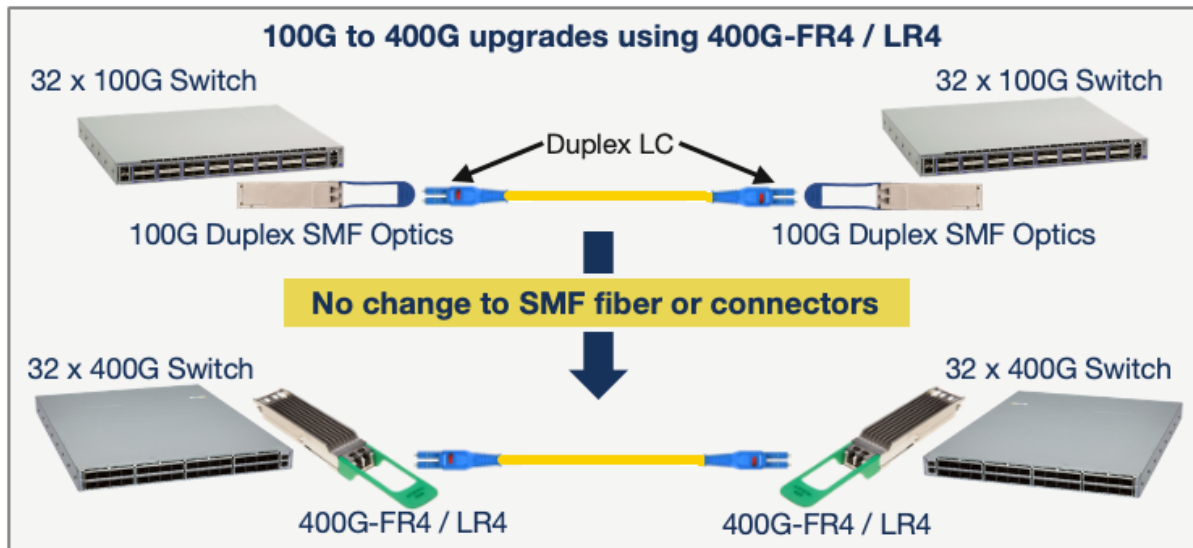 100G to 400G upgrades using 400G-FR4 / LR4
32 x 100G Switch
32 x 100G Switch
Duplex LC
100G Duplex SMF Optics
100G Duplex SMF Optics
No change to SMF fiber or connectors
32 x 400G Switch
32 x 400G Switch
400G-FR4 / LR4
400G-FR4 / LR4